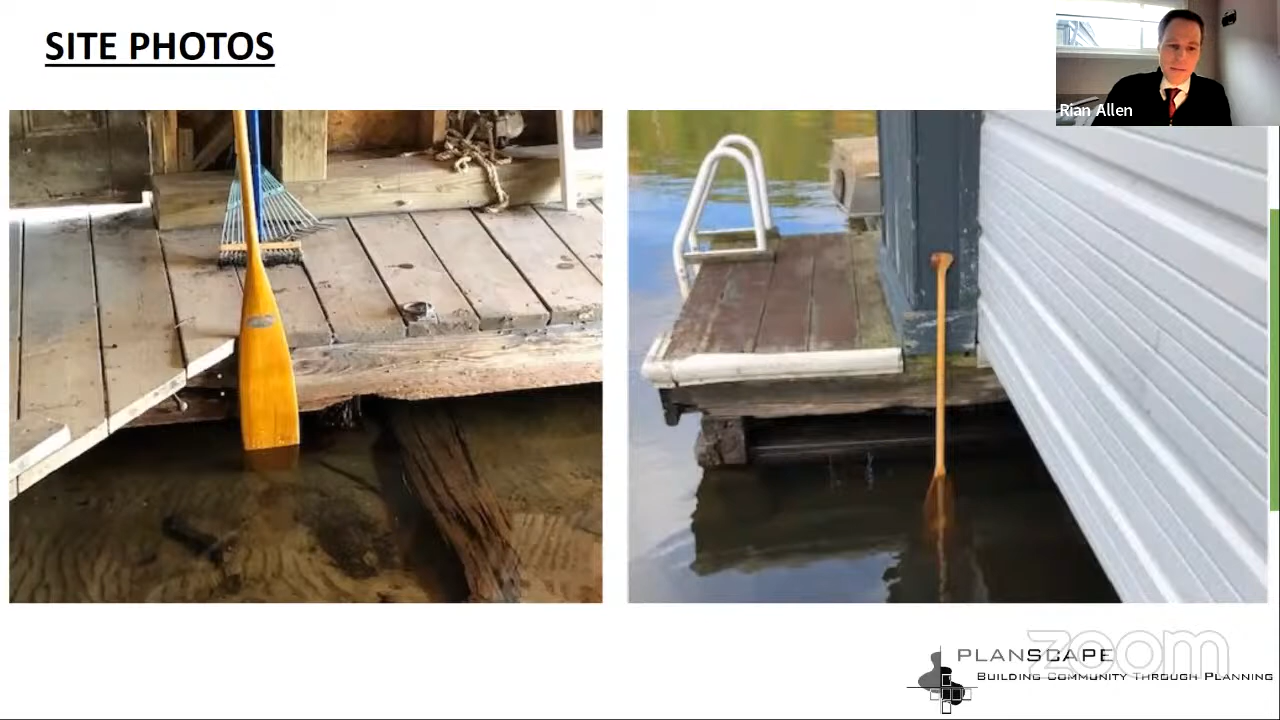 SITE PHOTOS
Rian Allen
zoom
PLANSCAPE
BUILDING COMMUNITY THROUGH PLANNING